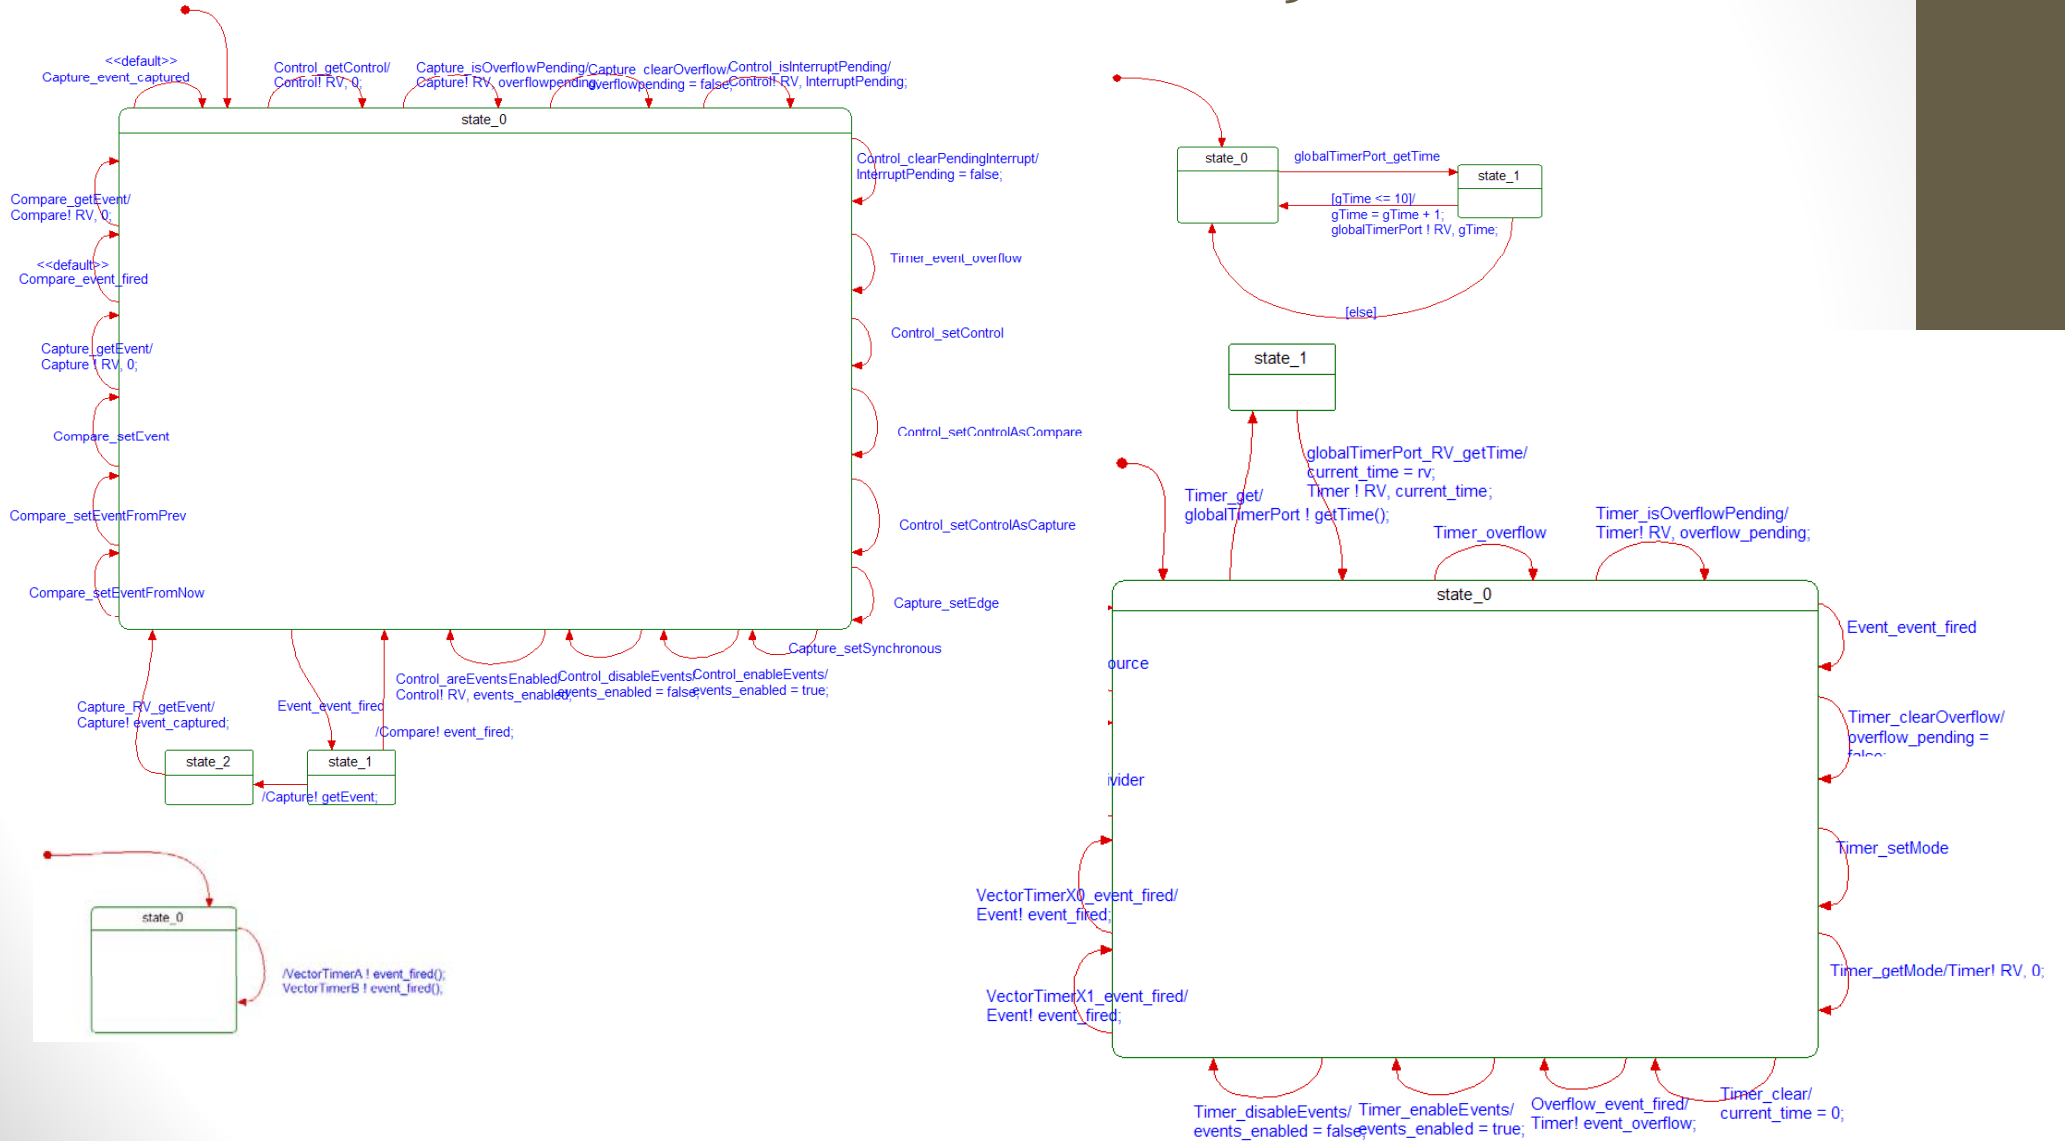 <<default>>
Capture_event_captured
Control_getControl/
Control! RV, 0;
Capture_isOverflowPending/
Capture! RV, overflowpending;
Capture_clearOverflow/
overflowpending = false;
Control_isInterruptPending/
Control! RV, InterruptPending;
state_0
Control_clearPendingInterrupt/
InterruptPending = false;
Timer_event_overflow
Control_setControl
Control_setControlAsCompare
Control_setControlAsCapture
Capture_setEdge
Compare_getEvent/
Compare! RV, 0;
<<default>>
Compare_event_fired
Capture_getEvent/
Capture ! RV, 0;
Compare_setEvent
Compare_setEventFromPrev
Compare_setEventFromNow
Capture_setSynchronous
Control_areEventsEnabled/
Control! RV, events_enabled;
Control_disableEvents/
events_enabled = false;
Control_enableEvents/
events_enabled = true;
Capture_RV_getEvent/
Capture! event_captured;
Event_event_fired
/Compare! event_fired;
state_2
state_1
/Capture! getEvent;
state_0
/VectorTimerA ! event_fired();
VectorTimerB ! event_fired();
state_0
globalTimerPort_getTime
state_1
[gTime <= 10]/
gTime = gTime + 1;
globalTimerPort ! RV, gTime;
[else]
state_1
globalTimerPort_RV_getTime/
current_time = rv;
Timer ! RV, current_time;
Timer_get/
globalTimerPort ! getTime();
Timer_overflow
Timer_isOverflowPending/
Timer! RV, overflow_pending;
state_0
Event_event_fired
ource
Timer_clearOverflow/
overflow_pending =
false;
ivider
Timer_setMode
VectorTimerX0_event_fired/
Event! event_fired;
Timer_getMode/Timer! RV, 0;
VectorTimerX1_event_fired/
Event! event_fired;
Timer_disableEvents/
events_enabled = false;
Timer_enableEvents/
events_enabled = true;
Overflow_event_fired/
Timer! event_overflow;
Timer_clear/
current_time = 0;